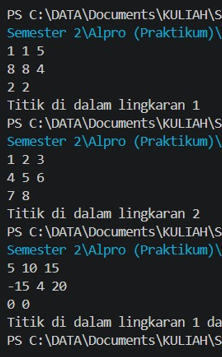 PS C:\DATA\Documents\KULIAH\S
Semester 2\Alpro (Praktikum)\
1 1 5
8 8 4
2 2
Titik di dalam lingkaran 1
PS C:\DATA\Documents\KULIAH\S
Semester 2\Alpro (Praktikum)\
1 2 3
4 5 6
7 8
Titik di dalam lingkaran 2
PS C:\DATA\Documents\KULIAH\S
Semester 2\Alpro (Praktikum)\
5 10 15
-15 4 20
0 0
Titik di dalam lingkaran 1 da
PS C:\DATA\Documents\KULIAH\S